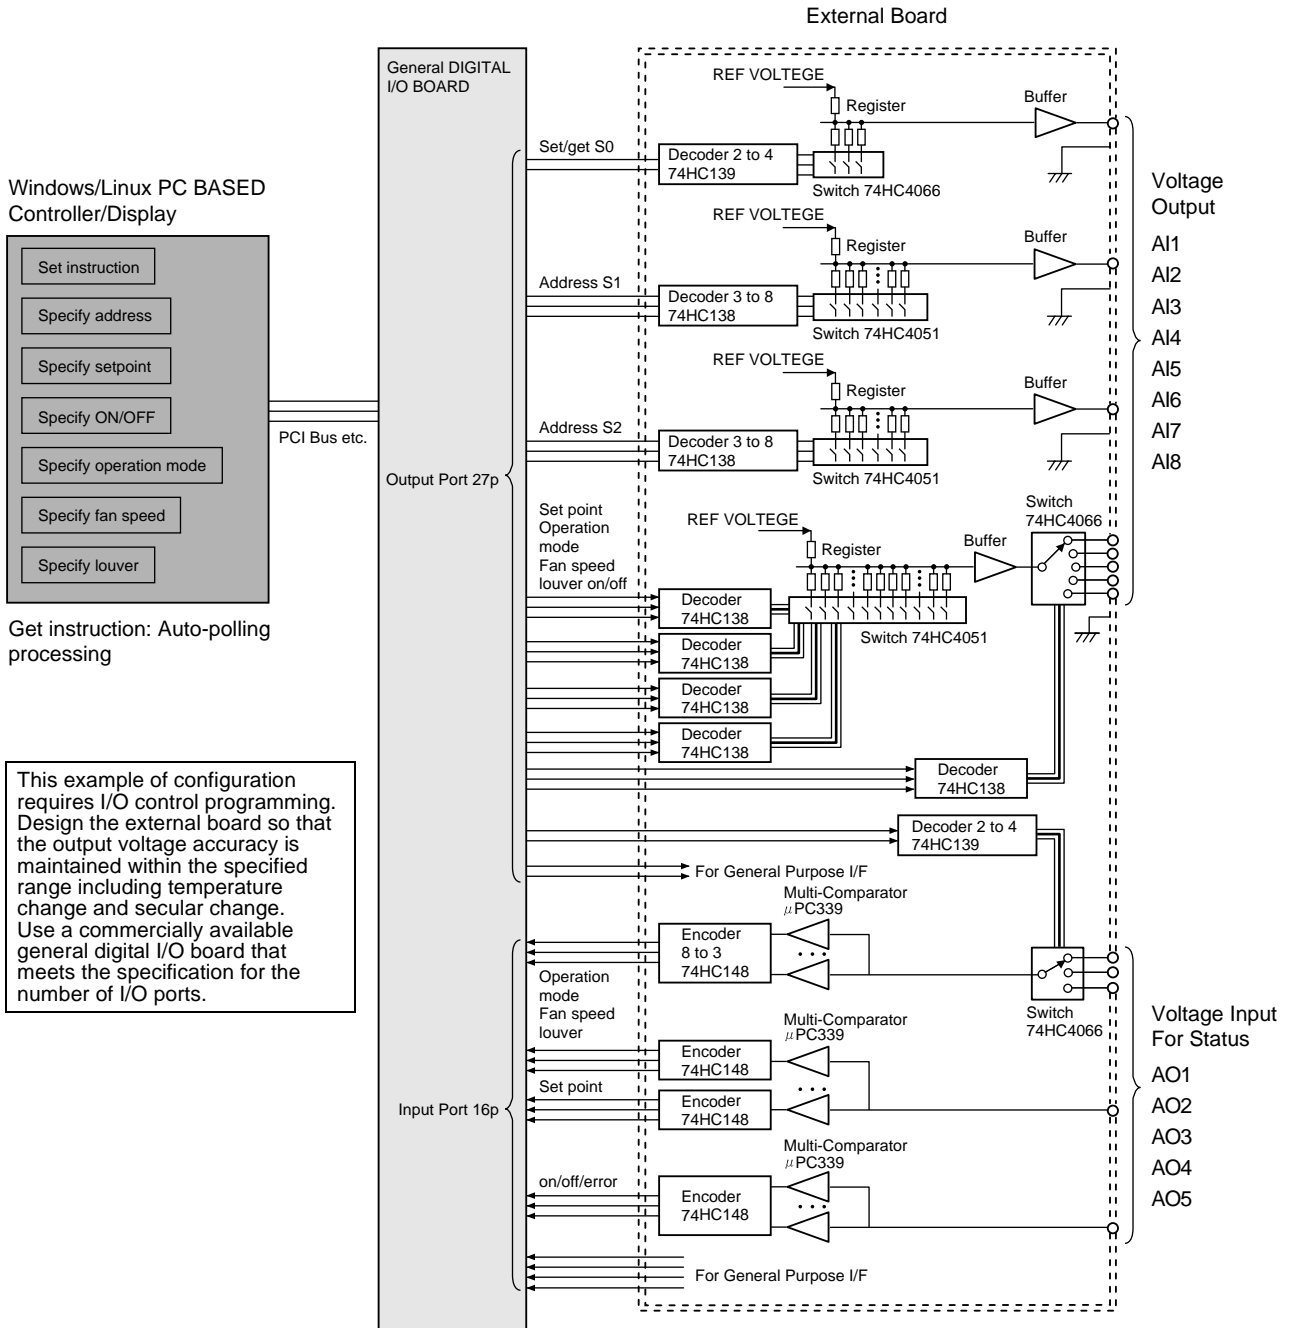 External Board
General DIGITAL
I/O BOARD
Windows/Linux PC BASED
Controller/Display
Set instruction
Specify address
Specify setpoint
Specify ON/OFF
Specify operation mode
Specify fan speed
Specify louver
Get instruction: Auto-polling
processing
PCI Bus etc.
This example of configuration
requires I/O control programming.
Design the external board so that
the output voltage accuracy is
maintained within the specified
range including temperature
change and secular change.
Use a commercially available
general digital I/O board that
meets the specification for the
number of I/O ports.
Output Port 27p
Input Port 16p
Set/get S0
REF VOLTEGE
Register
Buffer
Decoder 2 to 4
74HC139
Switch 74HC4066
Address S1
REF VOLTEGE
Register
Buffer
Decoder 3 to 8
74HC138
Switch 74HC4051
Address S2
REF VOLTEGE
Register
Buffer
Decoder 3 to 8
74HC138
Switch 74HC4051
Set point
Operation
mode
Fan speed
louver on/off
REF VOLTEGE
Register
Buffer
Switch
74HC4066
Decoder
74HC138
Switch 74HC4051
Decoder
74HC138
Decoder
74HC138
Decoder
74HC138
Decoder
74HC138
Decoder 2 to 4
74HC139
For General Purpose I/F
Voltage
Output
AI1
AI2
AI3
AI4
AI5
AI6
AI7
AI8
Multi-Comparator
μPC339
Encoder
8 to 3
74HC148
Switch
74HC4066
Operation
mode
Fan speed
louver
Multi-Comparator
μPC339
Encoder
74HC148
Set point
Encoder
74HC148
Multi-Comparator
μPC339
on/off/error
Encoder
74HC148
For General Purpose I/F
Voltage Input
For Status
AO1
AO2
AO3
AO4
AO5